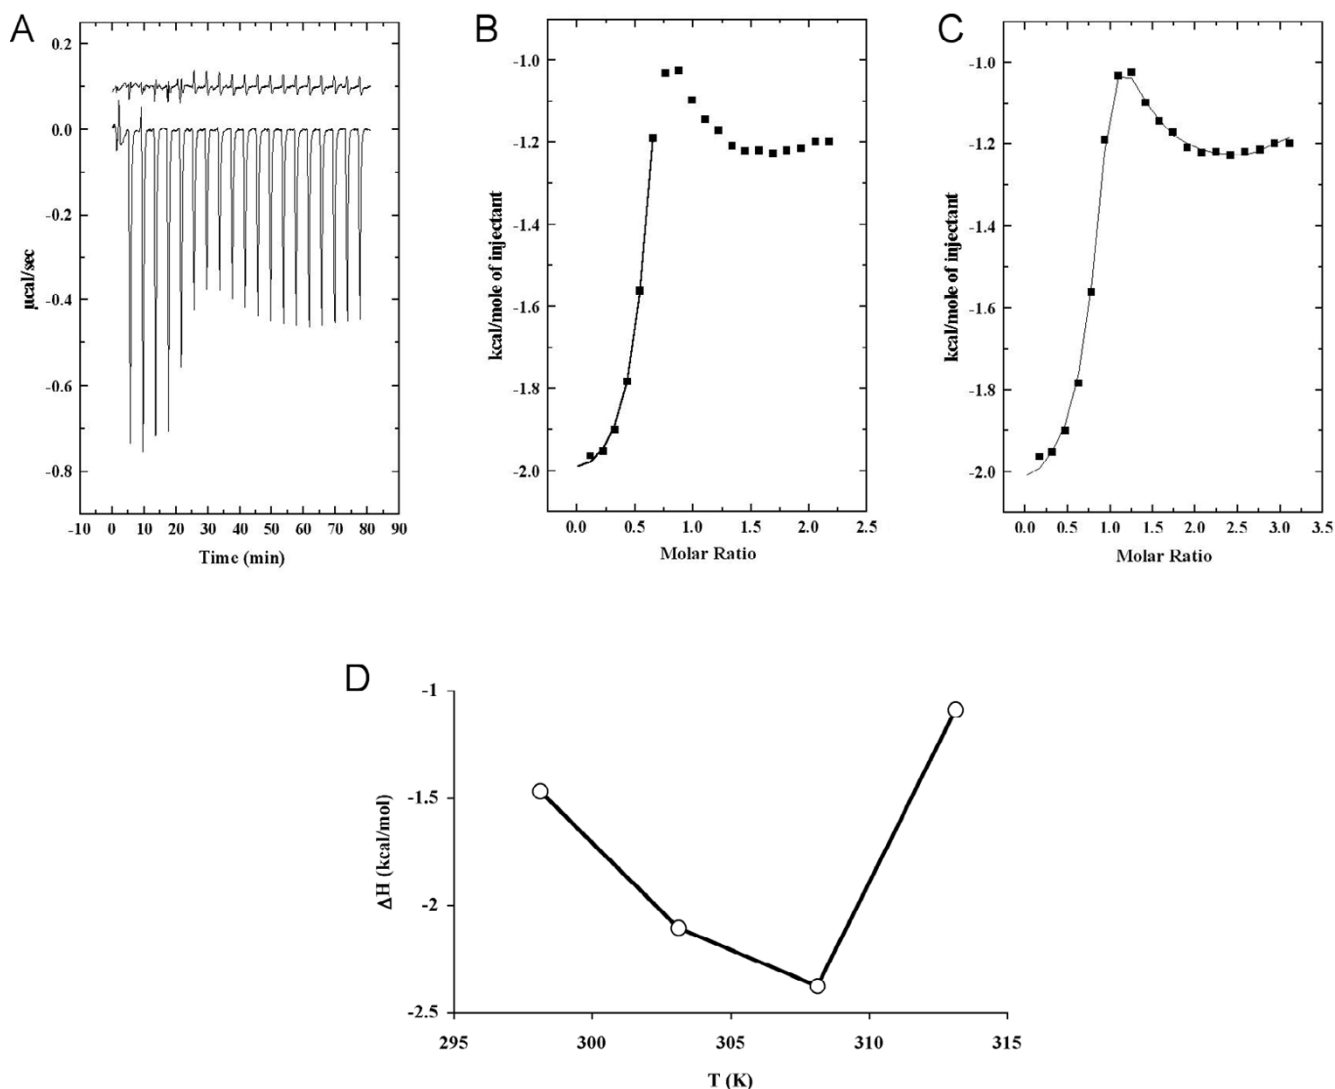 A
0.2
0.0
-0.2
-0.4
-0.6
-0.8
µcal/sec
-10 0 10 20 30 40 50 60 70 80 90
Time (min)
B
-1.0
-1.2
-1.4
-1.6
-1.8
-2.0
kcal/mole of injectant
0.0 0.5 1.0 1.5 2.0 2.5
Molar Ratio
C
-1.0
-1.2
-1.4
-1.6
-1.8
-2.0
kcal/mole of injectant
0.0 0.5 1.0 1.5 2.0 2.5 3.0 3.5
Molar Ratio
D
-1
-1.5
-2
-2.5
ΔH (kcal/mol)
295 300 305 310 315
T (K)